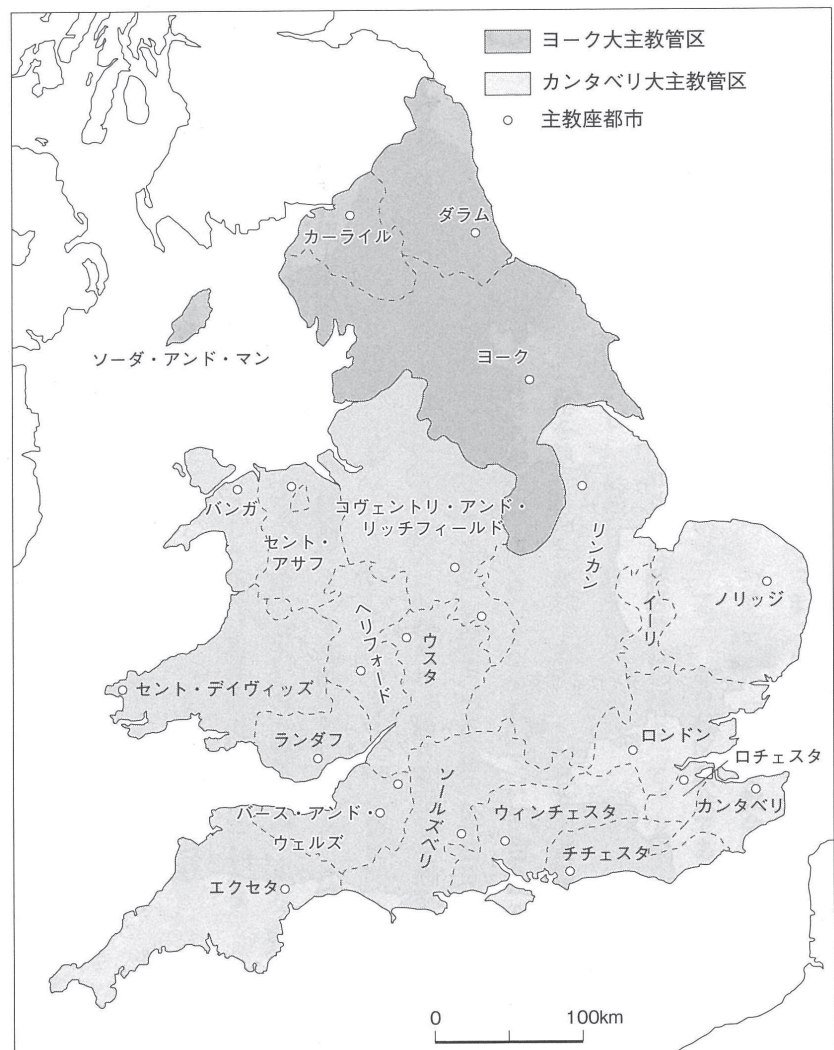 ヨーク大主教管区
カンタベリ大主教管区
主教座都市
ダラム
カーライル
ソーダ・アンド・マン
ヨーク
バンガ
セント・
アサフ
コヴェントリ・アンド・
リッチフィールド
リンカン
イーリ
ノリッジ
ヘリフォード
ウスタ
セント・デイヴィッズ
ランダフ
ロンドン
ロチェスタ
カンタベリ
バース・アンド・
ウェルズ
ソールズベリ
ウィンチェスタ
チチェスタ
エクセタ
0 100km